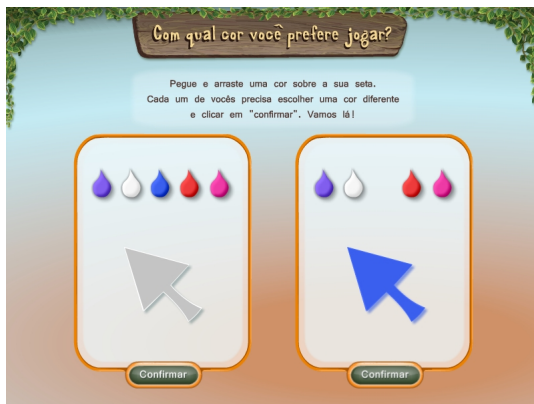 Com qual cor você prefere jogar?
Pegue e arraste uma cor sobre a sua seta.
Cada um de vocês precisa escolher uma cor diferente
e clicar em "confirmar". Vamos lá!
Confirmar
Confirmar